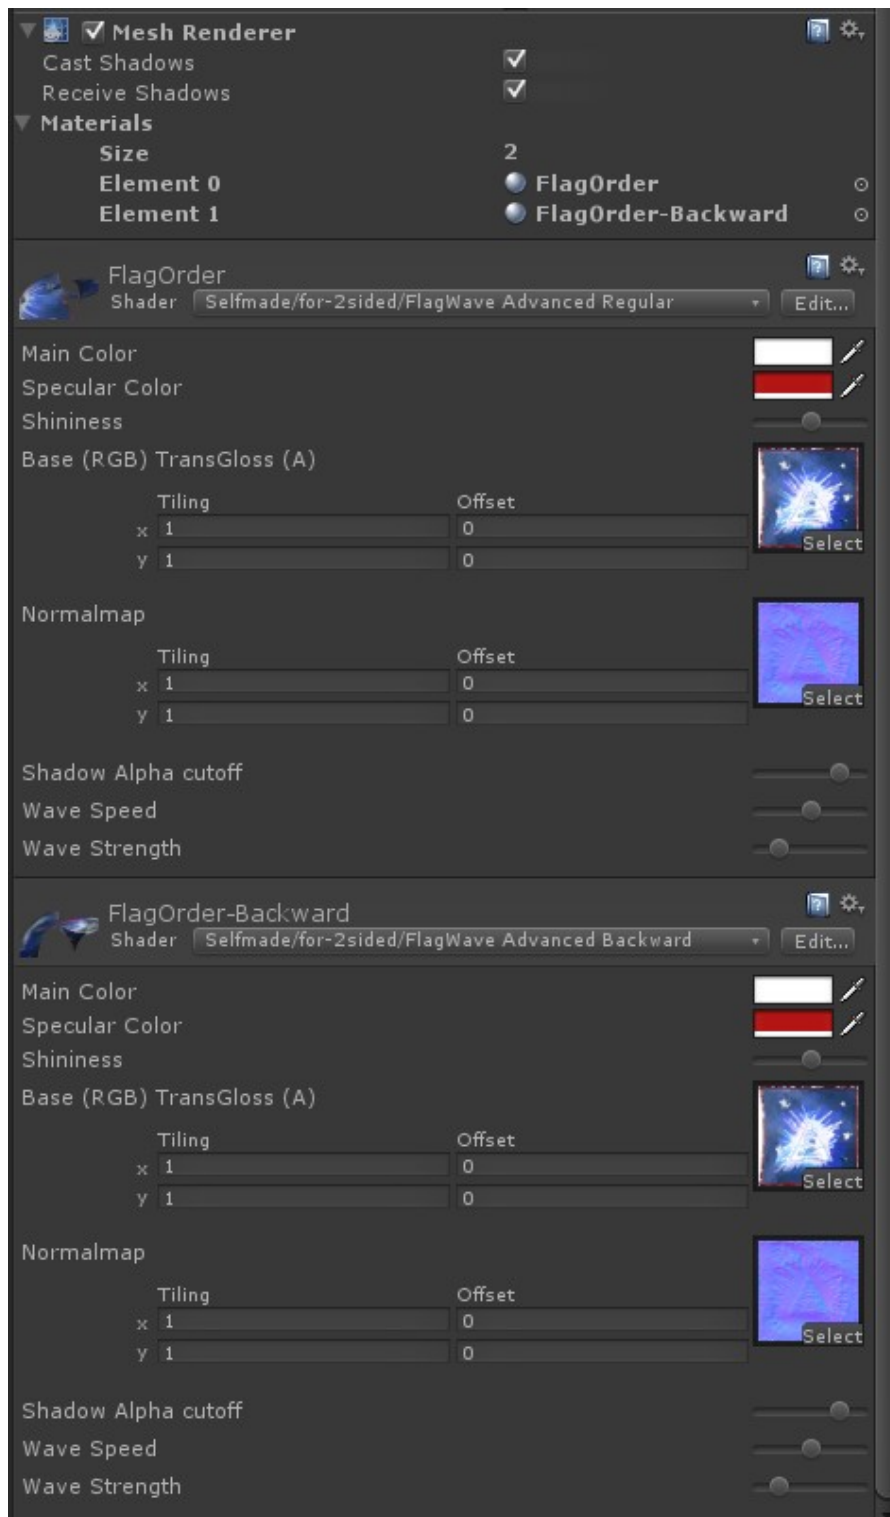 Mesh Renderer
Cast Shadows
Receive Shadows
Materials
Size 2
Element 0 FlagOrder
Element 1 FlagOrder-Backward
FlagOrder
Shader Selfmade/for-2sided/FlagWave Advanced Regular Edit...
Main Color
Specular Color
Shininess
Base (RGB) TransGloss (A)
Tiling Offset
x 1 0
y 1 0
Select
Normalmap
Tiling Offset
x 1 0
y 1 0
Select
Shadow Alpha cutoff
Wave Speed
Wave Strength
FlagOrder-Backward
Shader Selfmade/for-2sided/FlagWave Advanced Backward Edit...
Main Color
Specular Color
Shininess
Base (RGB) TransGloss (A)
Tiling Offset
x 1 0
y 1 0
Select
Normalmap
Tiling Offset
x 1 0
y 1 0
Select
Shadow Alpha cutoff
Wave Speed
Wave Strength